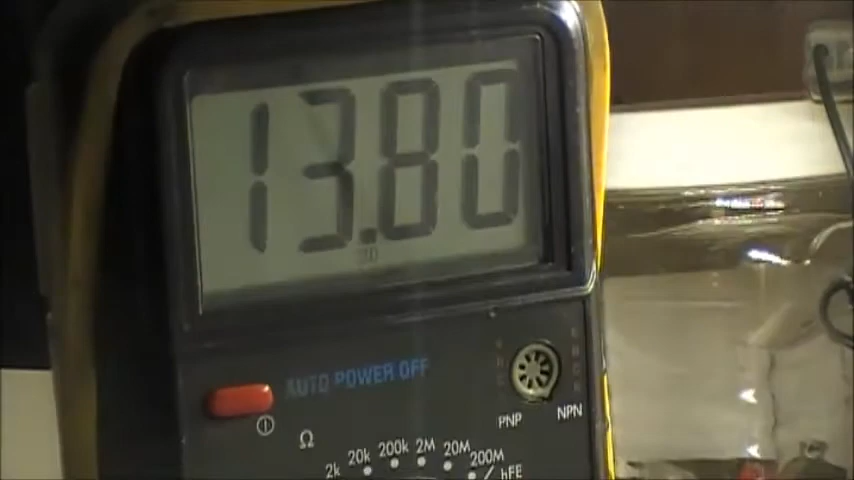 13.80
20
AUTO POWER OFF
PNP NPN
Ω
2k 20k 200k 2M 20M 200M hFE